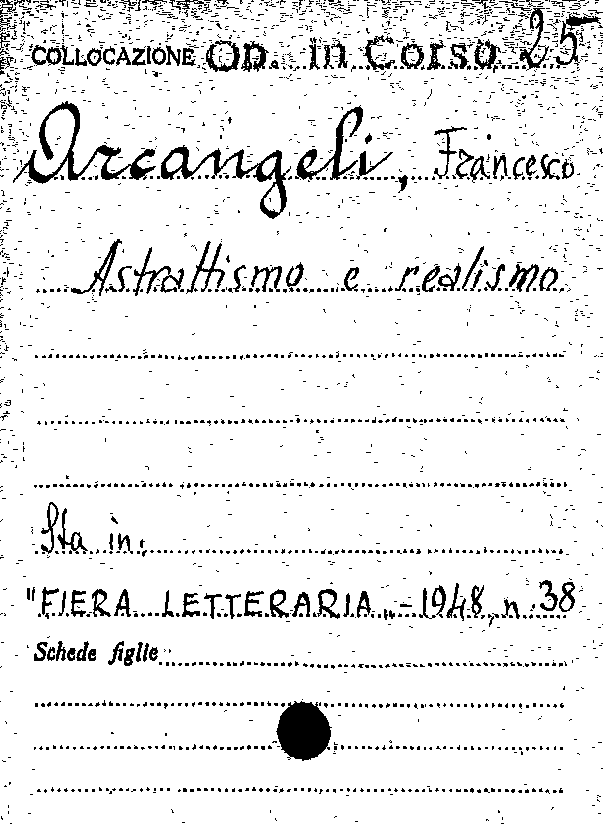 COLLOCAZIONE Op. in Corso 25
Arcangeli, Francesco
Astrattismo e realismo
Sta in:
"FIERA LETTERARIA„ - 1948, n. 38
Schede figlie